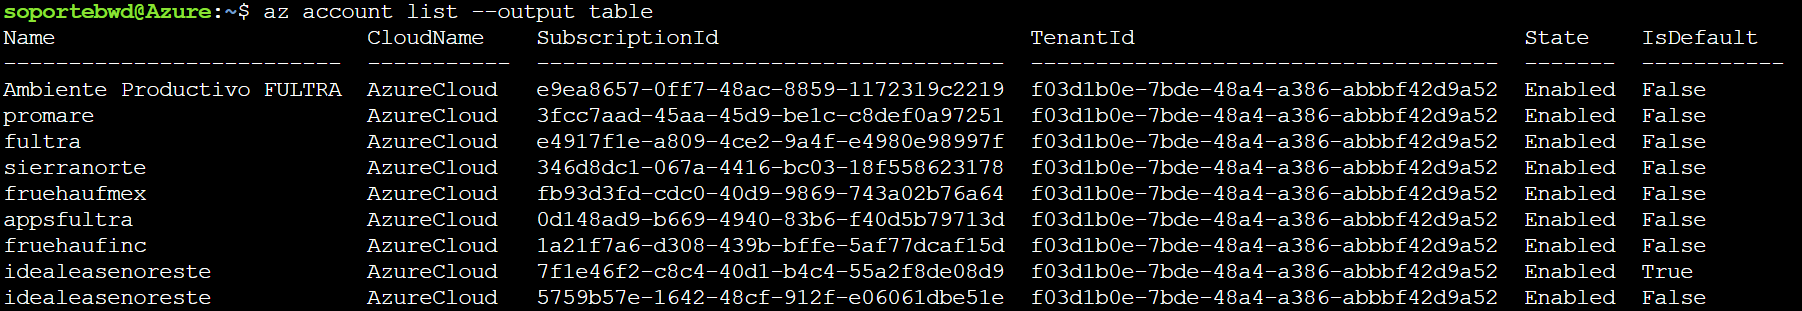 soportebwd@Azure:~$ az account list --output table
Name                        CloudName    SubscriptionId                        TenantId                              State    IsDefault
--------------------------  -----------  ------------------------------------  ------------------------------------  -------  -----------
Ambiente Productivo FULTRA  AzureCloud   e9ea8657-0ff7-48ac-8859-1172319c2219  f03d1b0e-7bde-48a4-a386-abbbf42d9a52  Enabled  False
promare                     AzureCloud   3fcc7aad-45aa-45d9-be1c-c8def0a97251  f03d1b0e-7bde-48a4-a386-abbbf42d9a52  Enabled  False
fultra                      AzureCloud   e4917f1e-a809-4ce2-9a4f-e4980e98997f  f03d1b0e-7bde-48a4-a386-abbbf42d9a52  Enabled  False
sierranorte                 AzureCloud   346d8dc1-067a-4416-bc03-18f558623178  f03d1b0e-7bde-48a4-a386-abbbf42d9a52  Enabled  False
fruehaufmex                 AzureCloud   fb93d3fd-cdc0-40d9-9869-743a02b76a64  f03d1b0e-7bde-48a4-a386-abbbf42d9a52  Enabled  False
appsfultra                  AzureCloud   0d148ad9-b669-4940-83b6-f40d5b79713d  f03d1b0e-7bde-48a4-a386-abbbf42d9a52  Enabled  False
fruehaufinc                 AzureCloud   1a21f7a6-d308-439b-bffe-5af77dcaf15d  f03d1b0e-7bde-48a4-a386-abbbf42d9a52  Enabled  False
idealeasenoreste            AzureCloud   7f1e46f2-c8c4-40d1-b4c4-55a2f8de08d9  f03d1b0e-7bde-48a4-a386-abbbf42d9a52  Enabled  True
idealeasenoreste            AzureCloud   5759b57e-1642-48cf-912f-e06061dbe51e  f03d1b0e-7bde-48a4-a386-abbbf42d9a52  Enabled  False